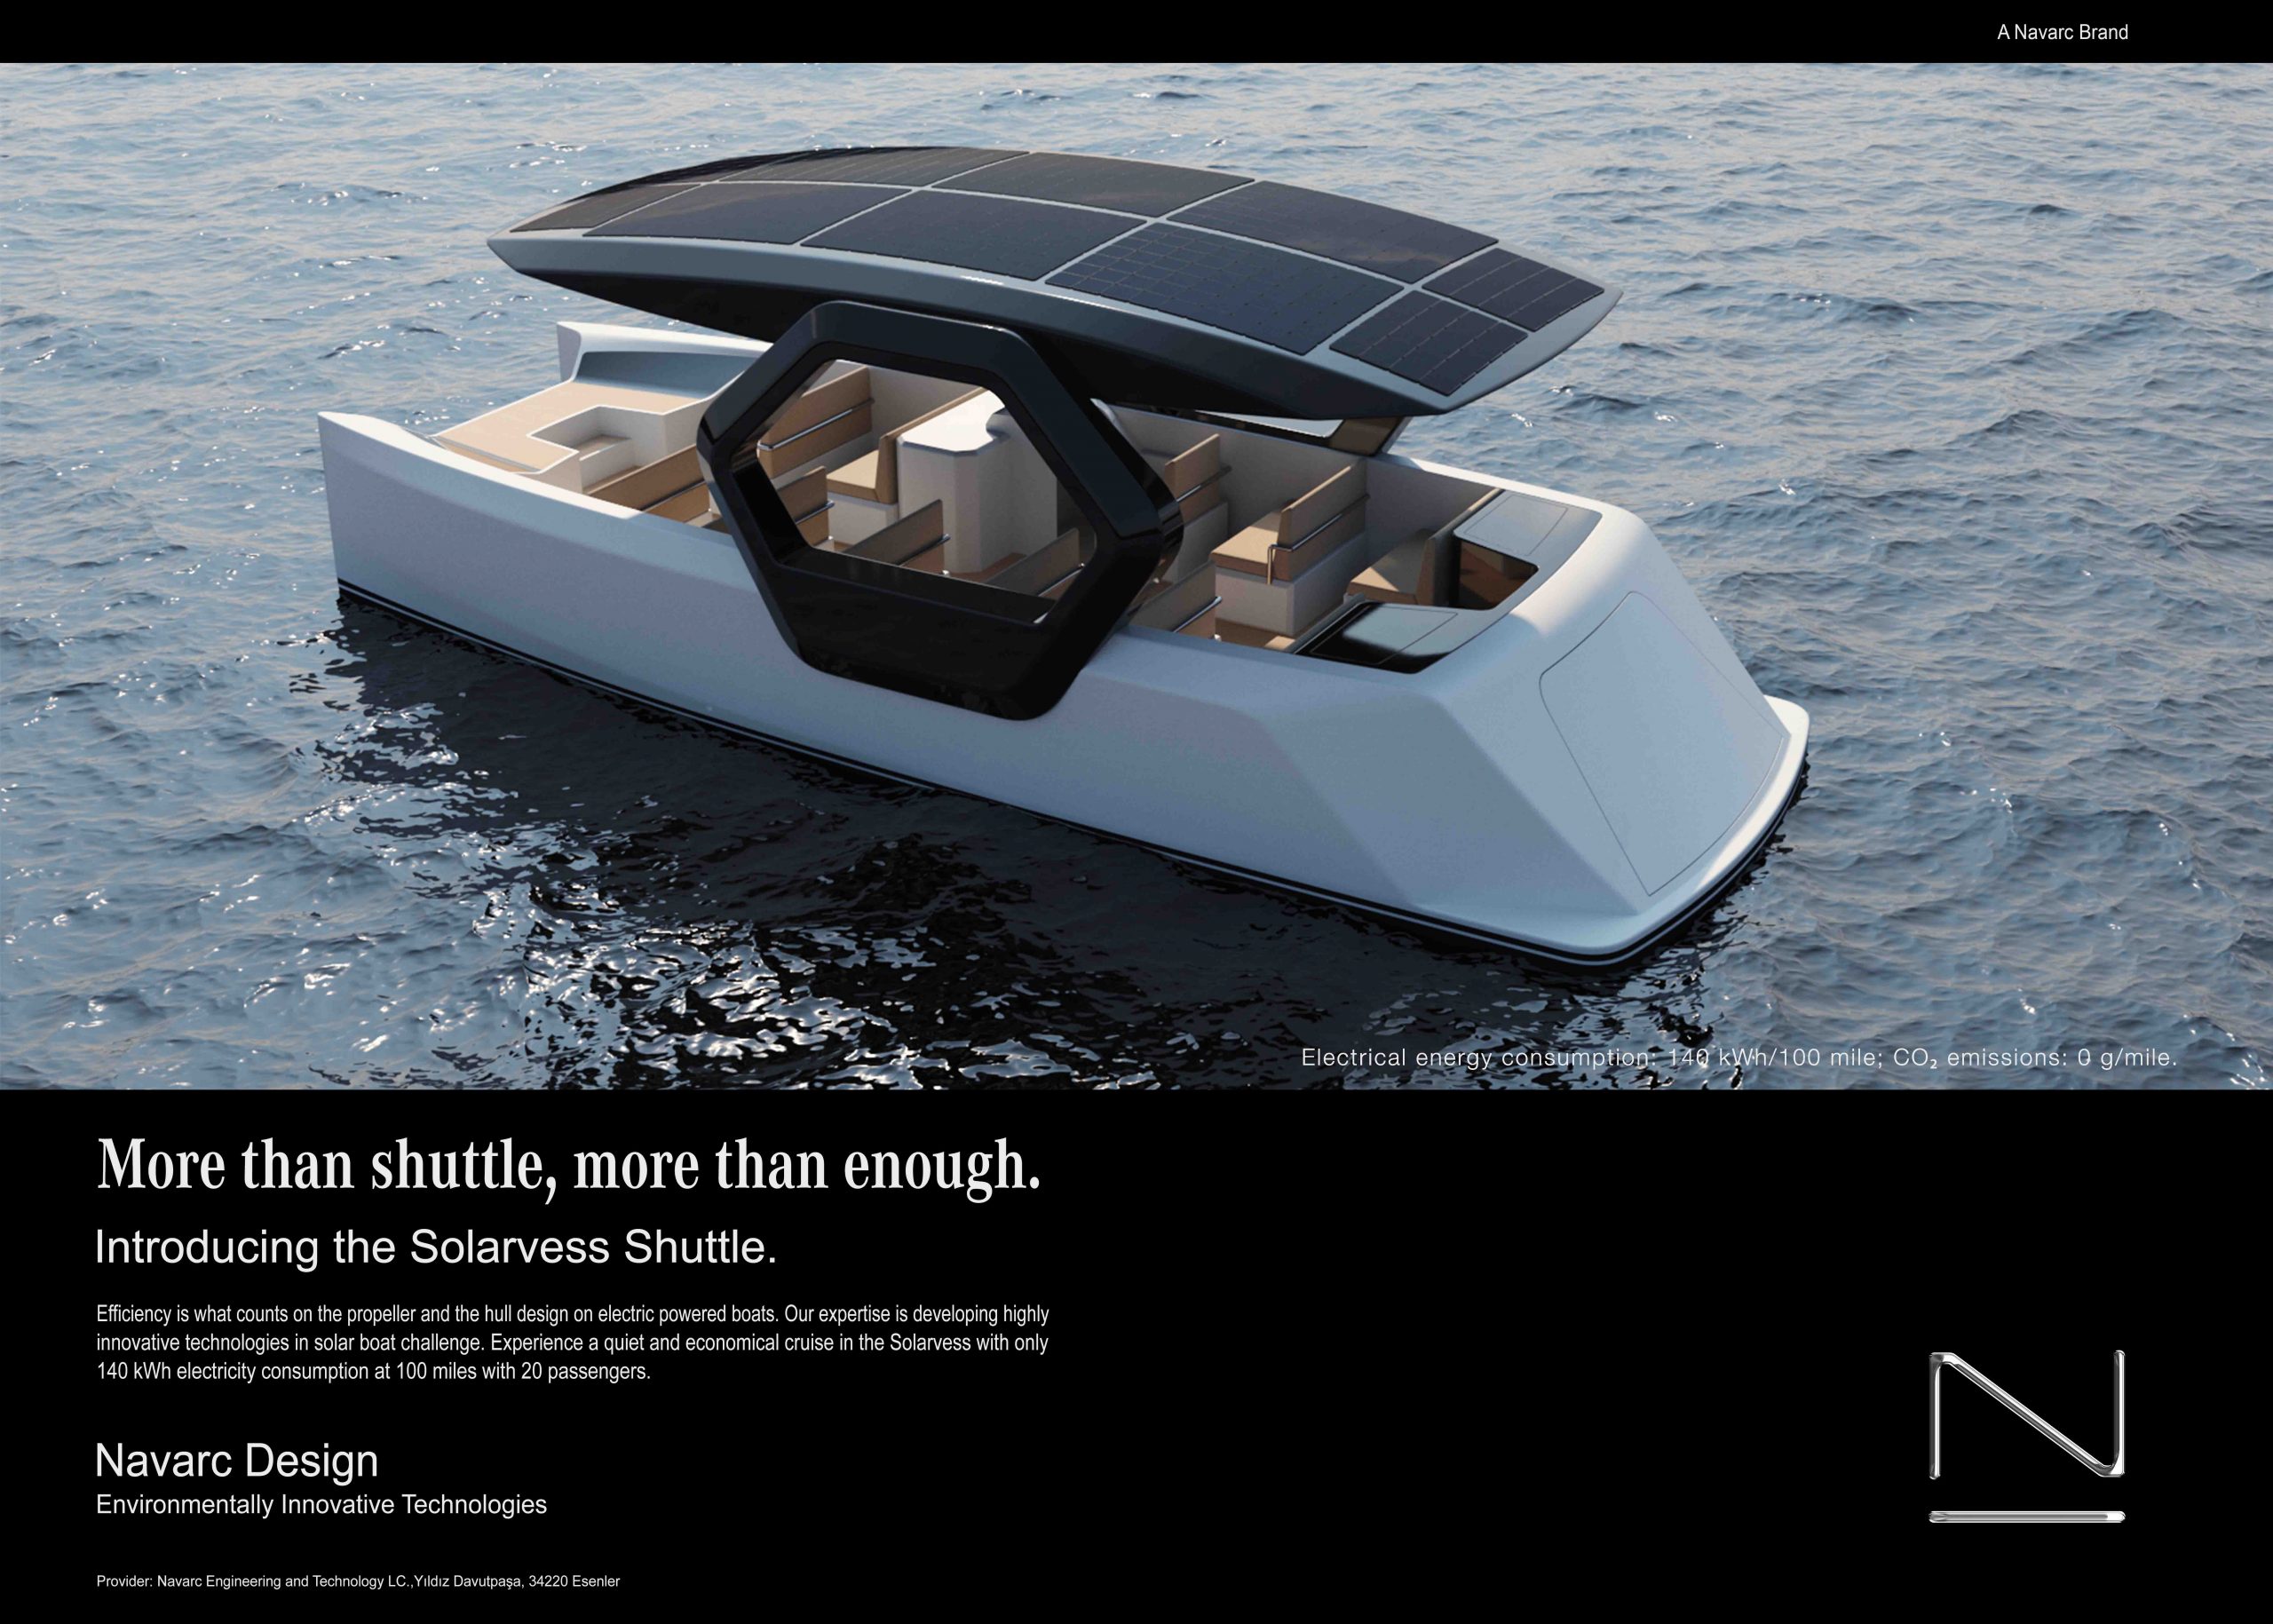 A Navarc Brand
Electrical energy consumption: 140 kWh/100 mile; CO₂ emissions: 0 g/mile.
More than shuttle, more than enough.
Introducing the Solarvess Shuttle.
Efficiency is what counts on the propeller and the hull design on electric powered boats. Our expertise is developing highly
innovative technologies in solar boat challenge. Experience a quiet and economical cruise in the Solarvess with only
140 kWh electricity consumption at 100 miles with 20 passengers.
Navarc Design
Environmentally Innovative Technologies
N
Provider: Navarc Engineering and Technology LC.,Yıldız Davutpaşa, 34220 Esenler